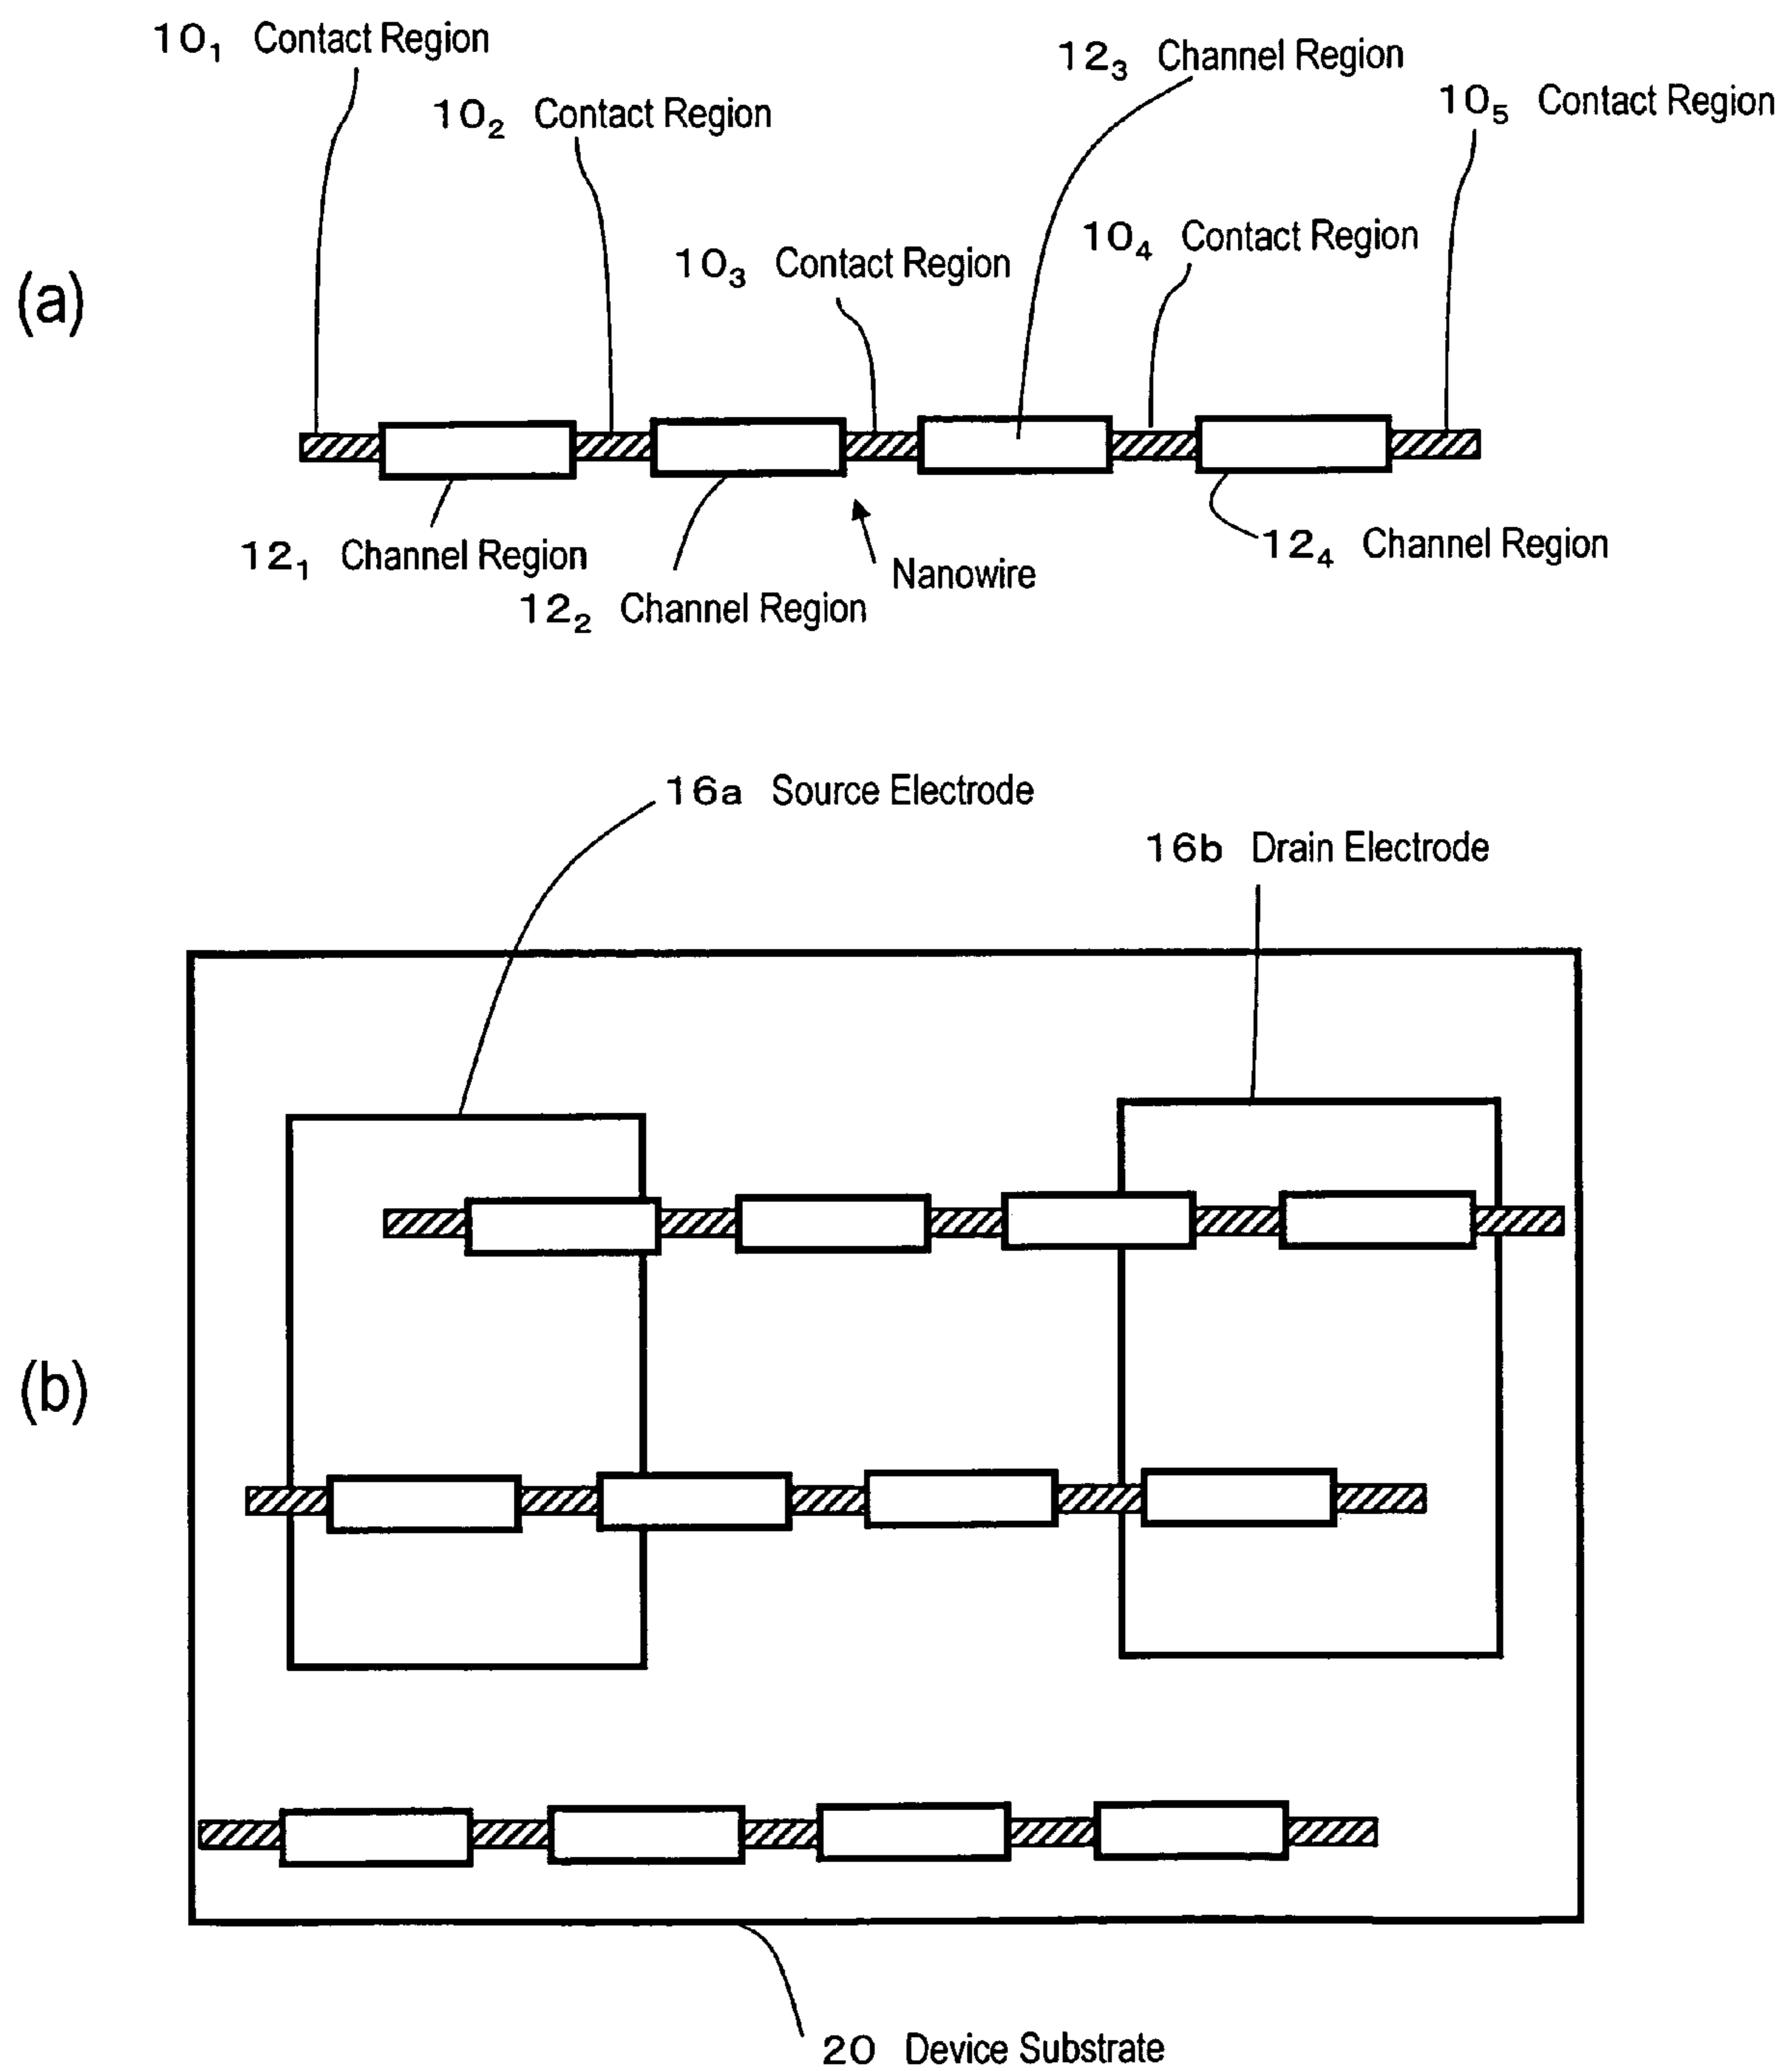 10₁ Contact Region
12₃ Channel Region
10₂ Contact Region
10₅ Contact Region
10₃ Contact Region
10₄ Contact Region
(a)
12₁ Channel Region
12₂ Channel Region
Nanowire
12₄ Channel Region
16a Source Electrode
16b Drain Electrode
(b)
20 Device Substrate